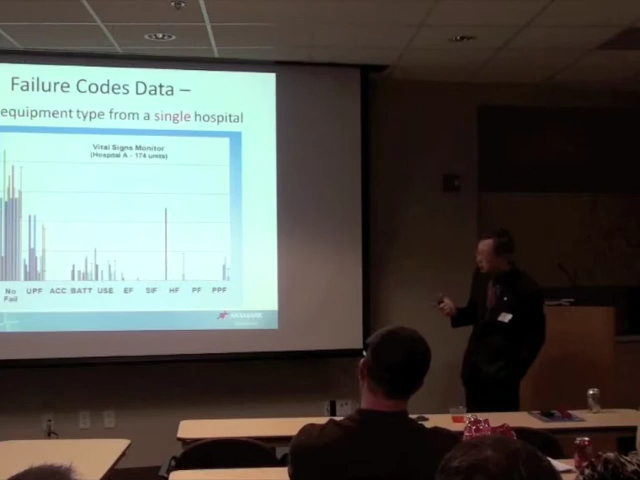 Failure Codes Data –
equipment type from a single hospital
Vital Signs Monitor
(Hospital A - 174 units)
No Fail UPF ACC BATT USE EF SIF HF PF PPF